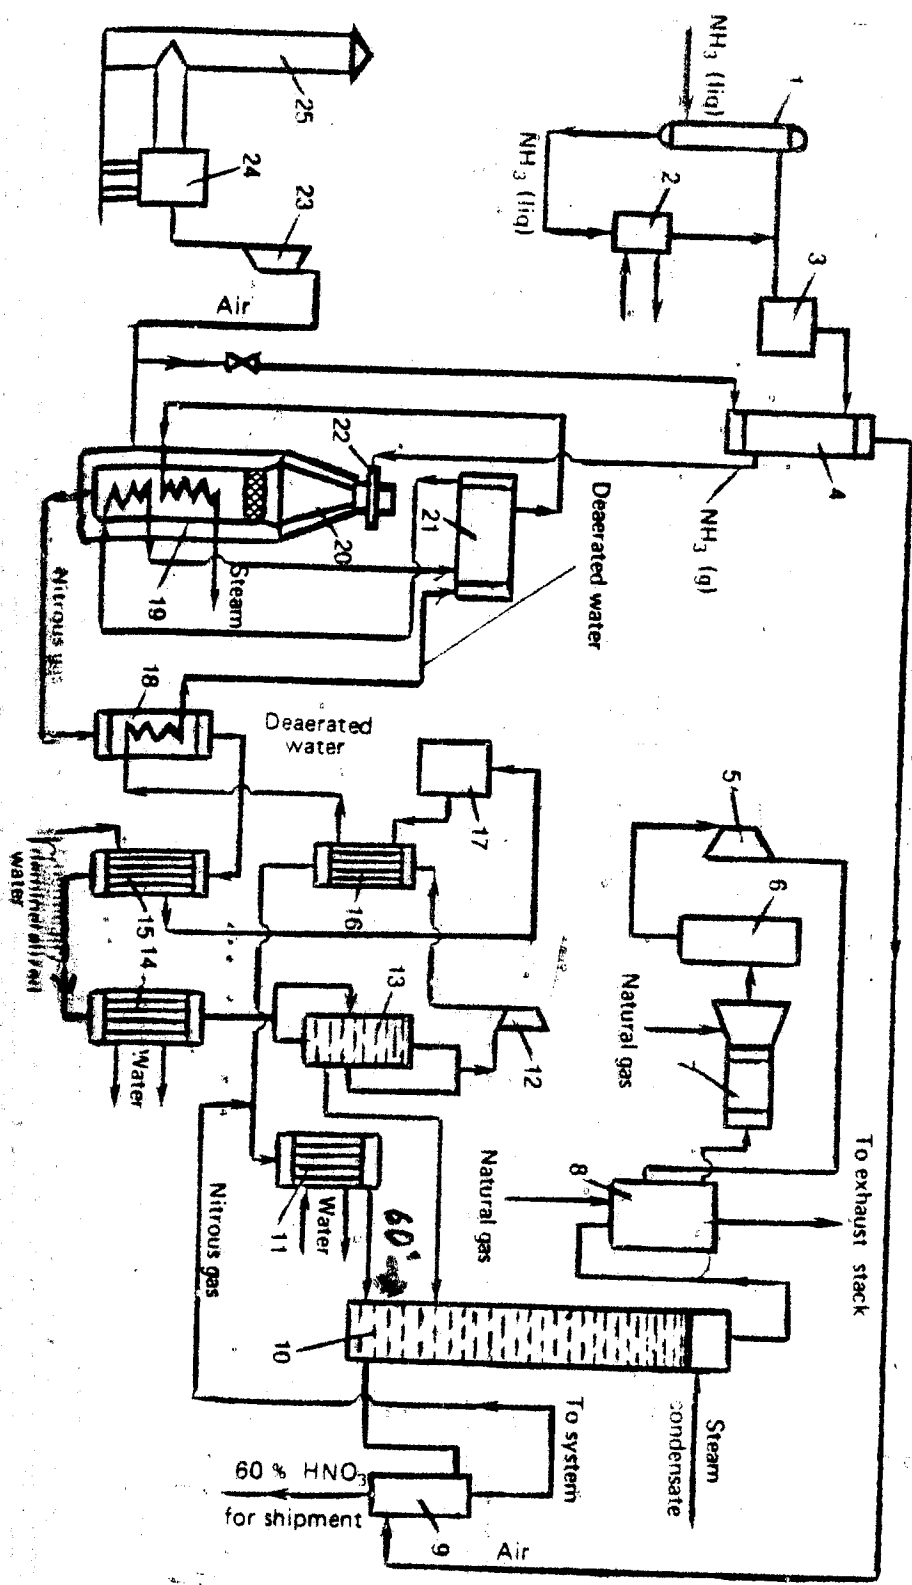 NH₃ (liq)
1
NH₃ (liq)
2
3
4
NH₃ (g)
25
24
23
Air
22
21
20
19
Steam
Deaerated water
Nitrous gas
18
Deaerated
water
17
16
15
14
water
Water
13
12
5
6
Natural gas
8
Natural gas
To exhaust stack
11
Water
60°
Nitrous gas
10
Steam
condensate
To system
60 % HNO₃
for shipment
9
Air